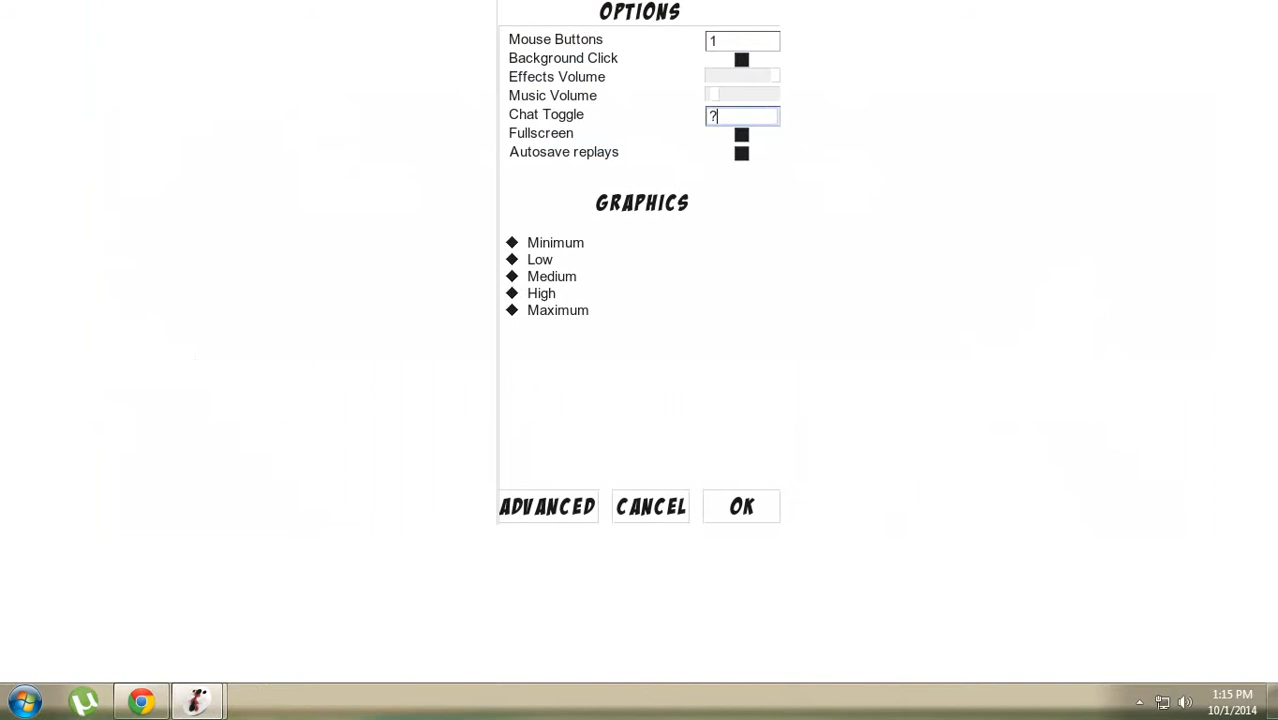 OPTIONS
Mouse Buttons 1
Background Click
Effects Volume
Music Volume
Chat Toggle ?
Fullscreen
Autosave replays
GRAPHICS
Minimum
Low
Medium
High
Maximum
ADVANCED CANCEL OK
1:15 PM
10/1/2014